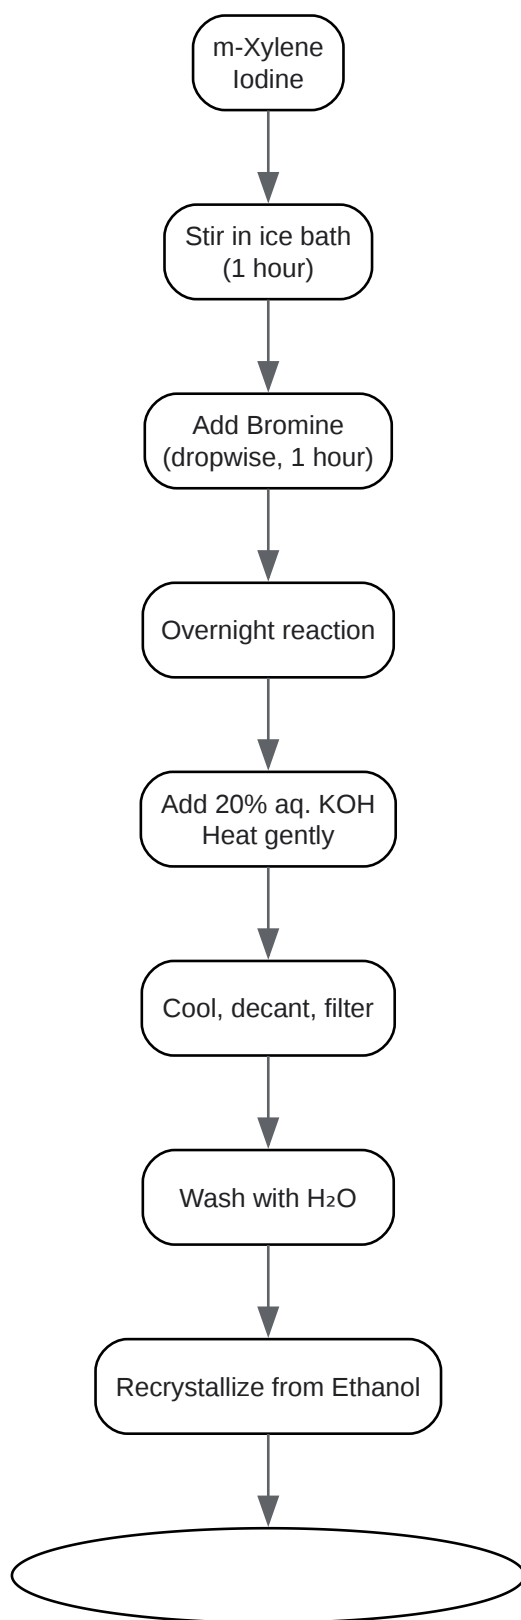 m-Xylene
Iodine
Stir in ice bath
(1 hour)
Add Bromine
(dropwise, 1 hour)
Overnight reaction
Add 20% aq. KOH
Heat gently
Cool, decant, filter
Wash with H₂O
Recrystallize from Ethanol